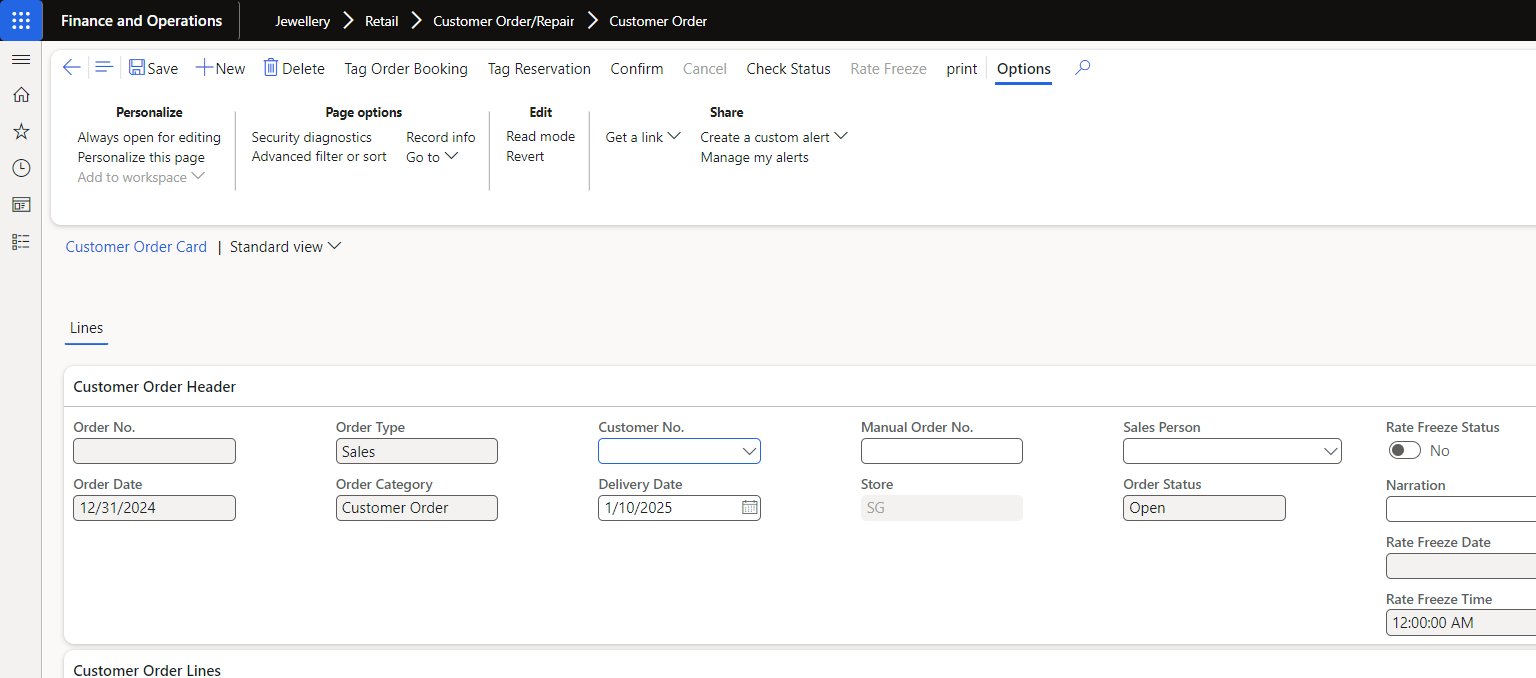 Finance and Operations Jewellery Retail Customer Order/Repair Customer Order
Save New Delete Tag Order Booking Tag Reservation Confirm Cancel Check Status Rate Freeze print Options
Personalize Page options Edit Share
Always open for editing Security diagnostics Record info Read mode Get a link Create a custom alert
Personalize this page Advanced filter or sort Go to Revert Manage my alerts
Add to workspace
Customer Order Card | Standard view
Lines
Customer Order Header
Order No. Order Type Customer No. Manual Order No. Sales Person Rate Freeze Status
Sales No
Order Date Order Category Delivery Date Store Order Status Narration
12/31/2024 Customer Order 1/10/2025 SG Open
Rate Freeze Date
Rate Freeze Time
12:00:00 AM
Customer Order Lines